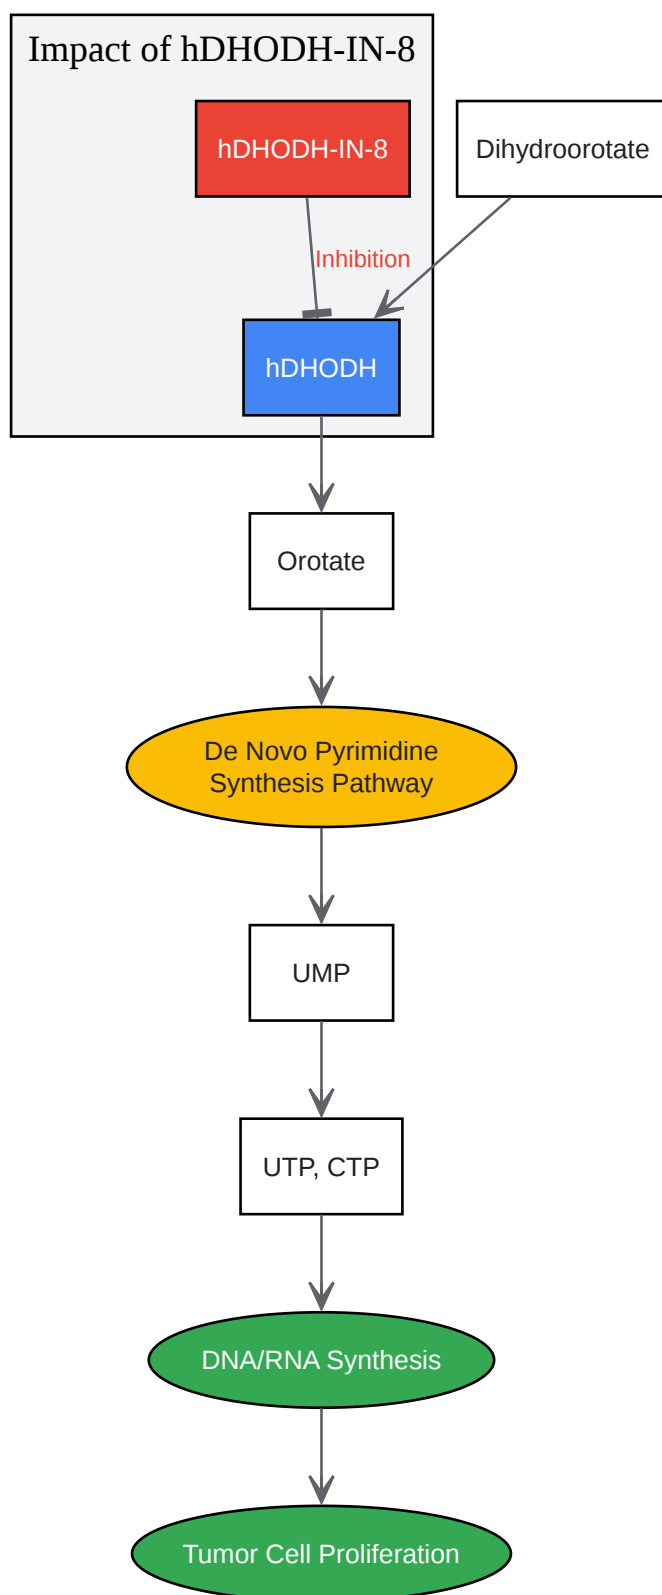 Impact of hDHODH-IN-8
hDHODH-IN-8
Dihydroorotate
Inhibition
hDHODH
Orotate
De Novo Pyrimidine
Synthesis Pathway
UMP
UTP, CTP
DNA/RNA Synthesis
Tumor Cell Proliferation